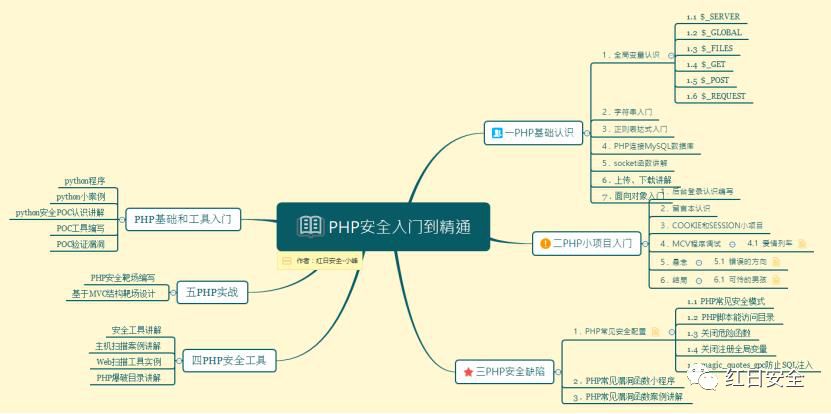 PHP安全入门到精通
作者：红日安全-小峰
一PHP基础认识
1．全局变量认识
1.1 $_SERVER
1.2 $_GLOBAL
1.3 $_FILES
1.4 $_GET
1.5 $_POST
1.6 $_REQUEST
2．字符串入门
3．正则表达式入门
4．PHP连接MySQL数据库
5．socket函数讲解
6．上传、下载讲解
7．面向对象入门
二PHP小项目入门
1．后台登录认识编写
2．留言本认识
3．COOKIE和SESSION小项目
4．MCV程序调试
4.1 爱情列车
5．悬念
5.1 错误的方向
6．结局
6.1 可怜的男孩
三PHP安全缺陷
1．PHP常见安全配置
1.1 PHP常见安全模式
1.2 PHP脚本能访问目录
1.3 关闭危险函数
1.4 关闭注册全局变量
magic_quotes_gpc防止SQL注入
2．PHP常见漏洞函数小程序
3．PHP常见漏洞函数案例讲解
四PHP安全工具
安全工具讲解
主机扫描案例讲解
Web扫描工具实例
PHP爆破目录讲解
五PHP实战
PHP安全靶场编写
基于MVC结构靶场设计
PHP基础和工具入门
python程序
python小案例
python安全POC认识讲解
POC工具编写
POC验证漏洞
红日安全